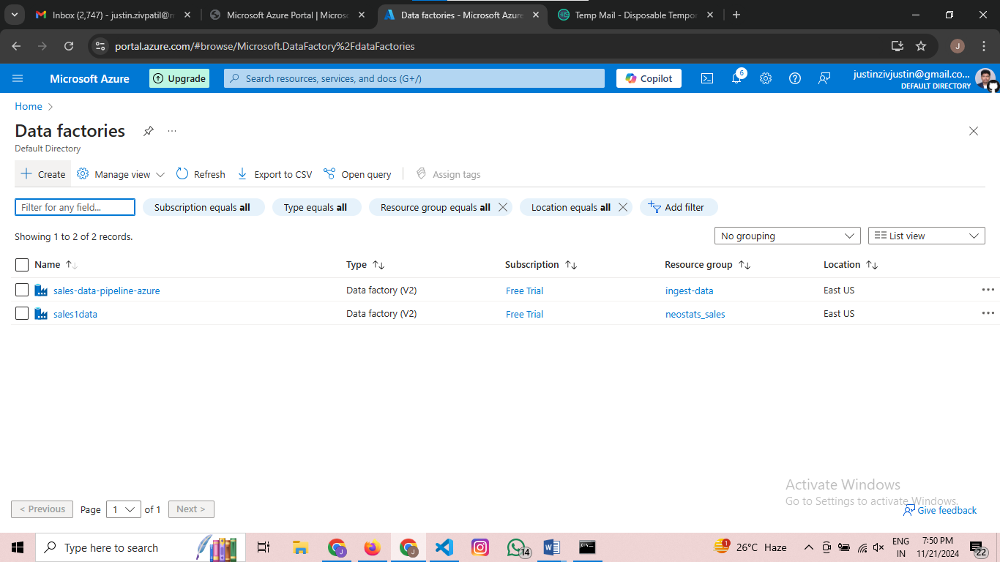 Inbox (2,747) - justin.zivpatil@m
Microsoft Azure Portal | Microso
Data factories - Microsoft Azure
Temp Mail - Disposable Tempor
portal.azure.com/#browse/Microsoft.DataFactory%2FdataFactories
J
Microsoft Azure
Upgrade
Search resources, services, and docs (G+/)
Copilot
6
justinzivjustin@gmail.co...
DEFAULT DIRECTORY
Home
Data factories
Default Directory
Create
Manage view
Refresh
Export to CSV
Open query
Assign tags
Filter for any field...
Subscription equals all
Type equals all
Resource group equals all
Location equals all
Add filter
Showing 1 to 2 of 2 records.
No grouping
List view
Name Type Subscription Resource group Location
sales-data-pipeline-azure Data factory (V2) Free Trial ingest-data East US
sales1data Data factory (V2) Free Trial neostats_sales East US
Activate Windows
Go to Settings to activate Windows.
< Previous Page 1 of 1 Next >
Give feedback
Type here to search
J
J
14
1
26°C Haze
ENG
IN
7:50 PM
11/21/2024
22